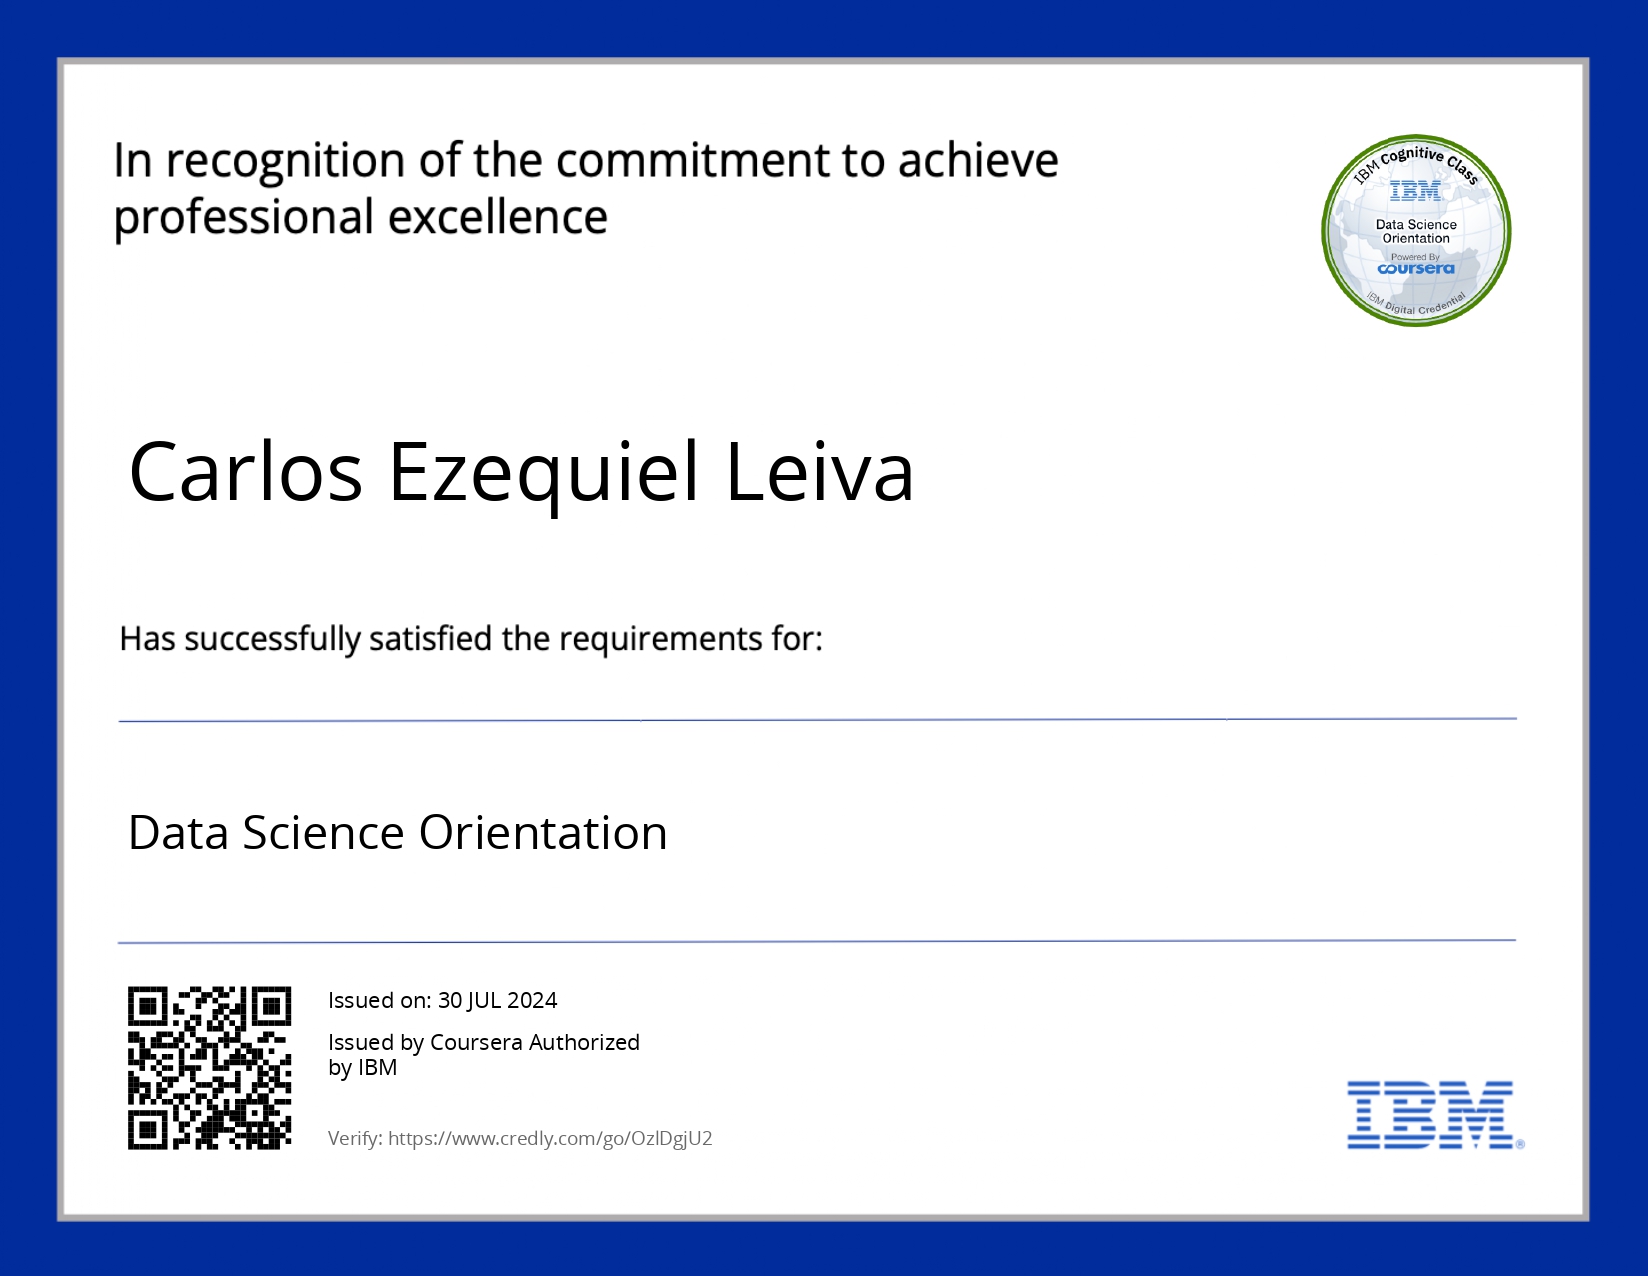 In recognition of the commitment to achieve
professional excellence
IBM Cognitive Class
IBM
Data Science
Orientation
Powered By
coursera
IBM Digital Credential
Carlos Ezequiel Leiva
Has successfully satisfied the requirements for:
Data Science Orientation
Issued on: 30 JUL 2024
Issued by Coursera Authorized
by IBM
Verify: https://www.credly.com/go/OzlDgjU2
IBM®